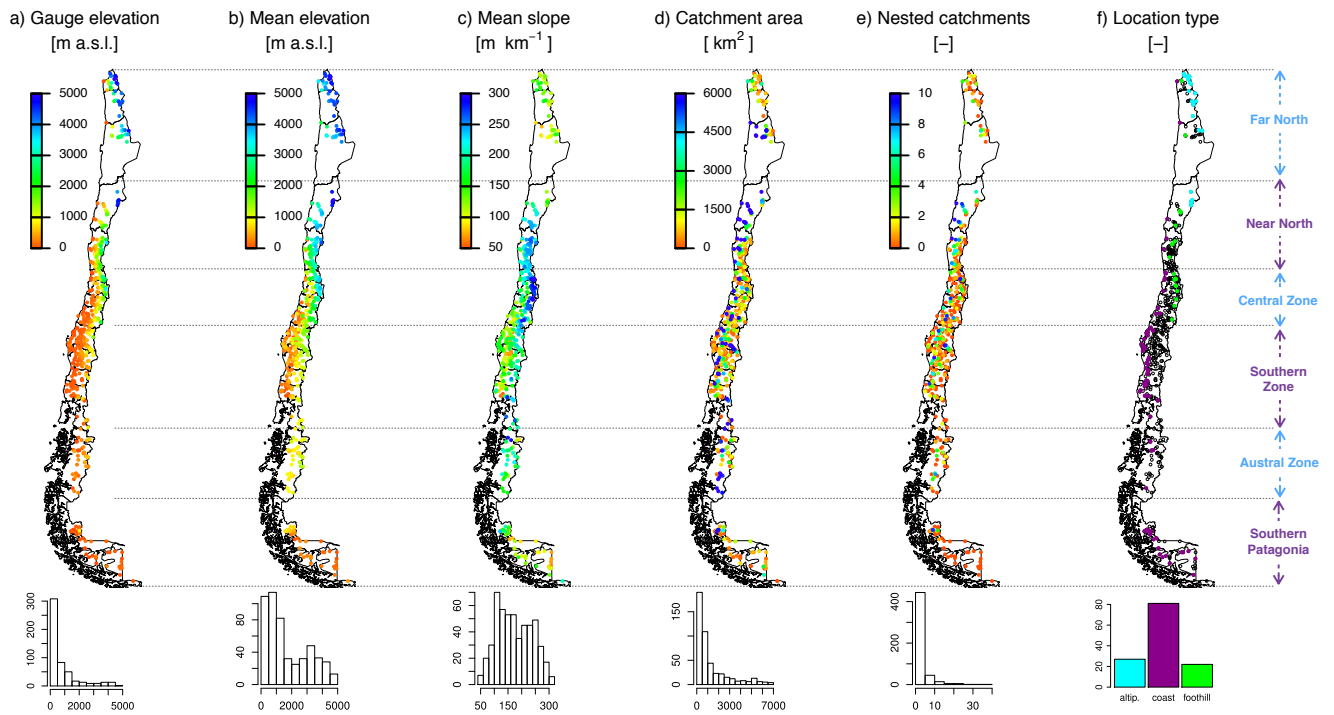 a) Gauge elevation
[m a.s.l.]
b) Mean elevation
[m a.s.l.]
c) Mean slope
[m km⁻¹ ]
d) Catchment area
[ km² ]
e) Nested catchments
[–]
f) Location type
[–]
5000
4000
3000
2000
1000
0
5000
4000
3000
2000
1000
0
300
250
200
150
100
50
6000
4500
3000
1500
0
10
8
6
4
2
0
Far North
Near North
Central Zone
Southern
Zone
Austral Zone
Southern
Patagonia
0 50 150 300
0 2000 5000
0 20 60 100
0 2000 5000
0 20 40 60
50 150 300
0 50 150
0 3000 7000
0 200 400
0 10 30
0 20 40 60 80
altip. coast foothill